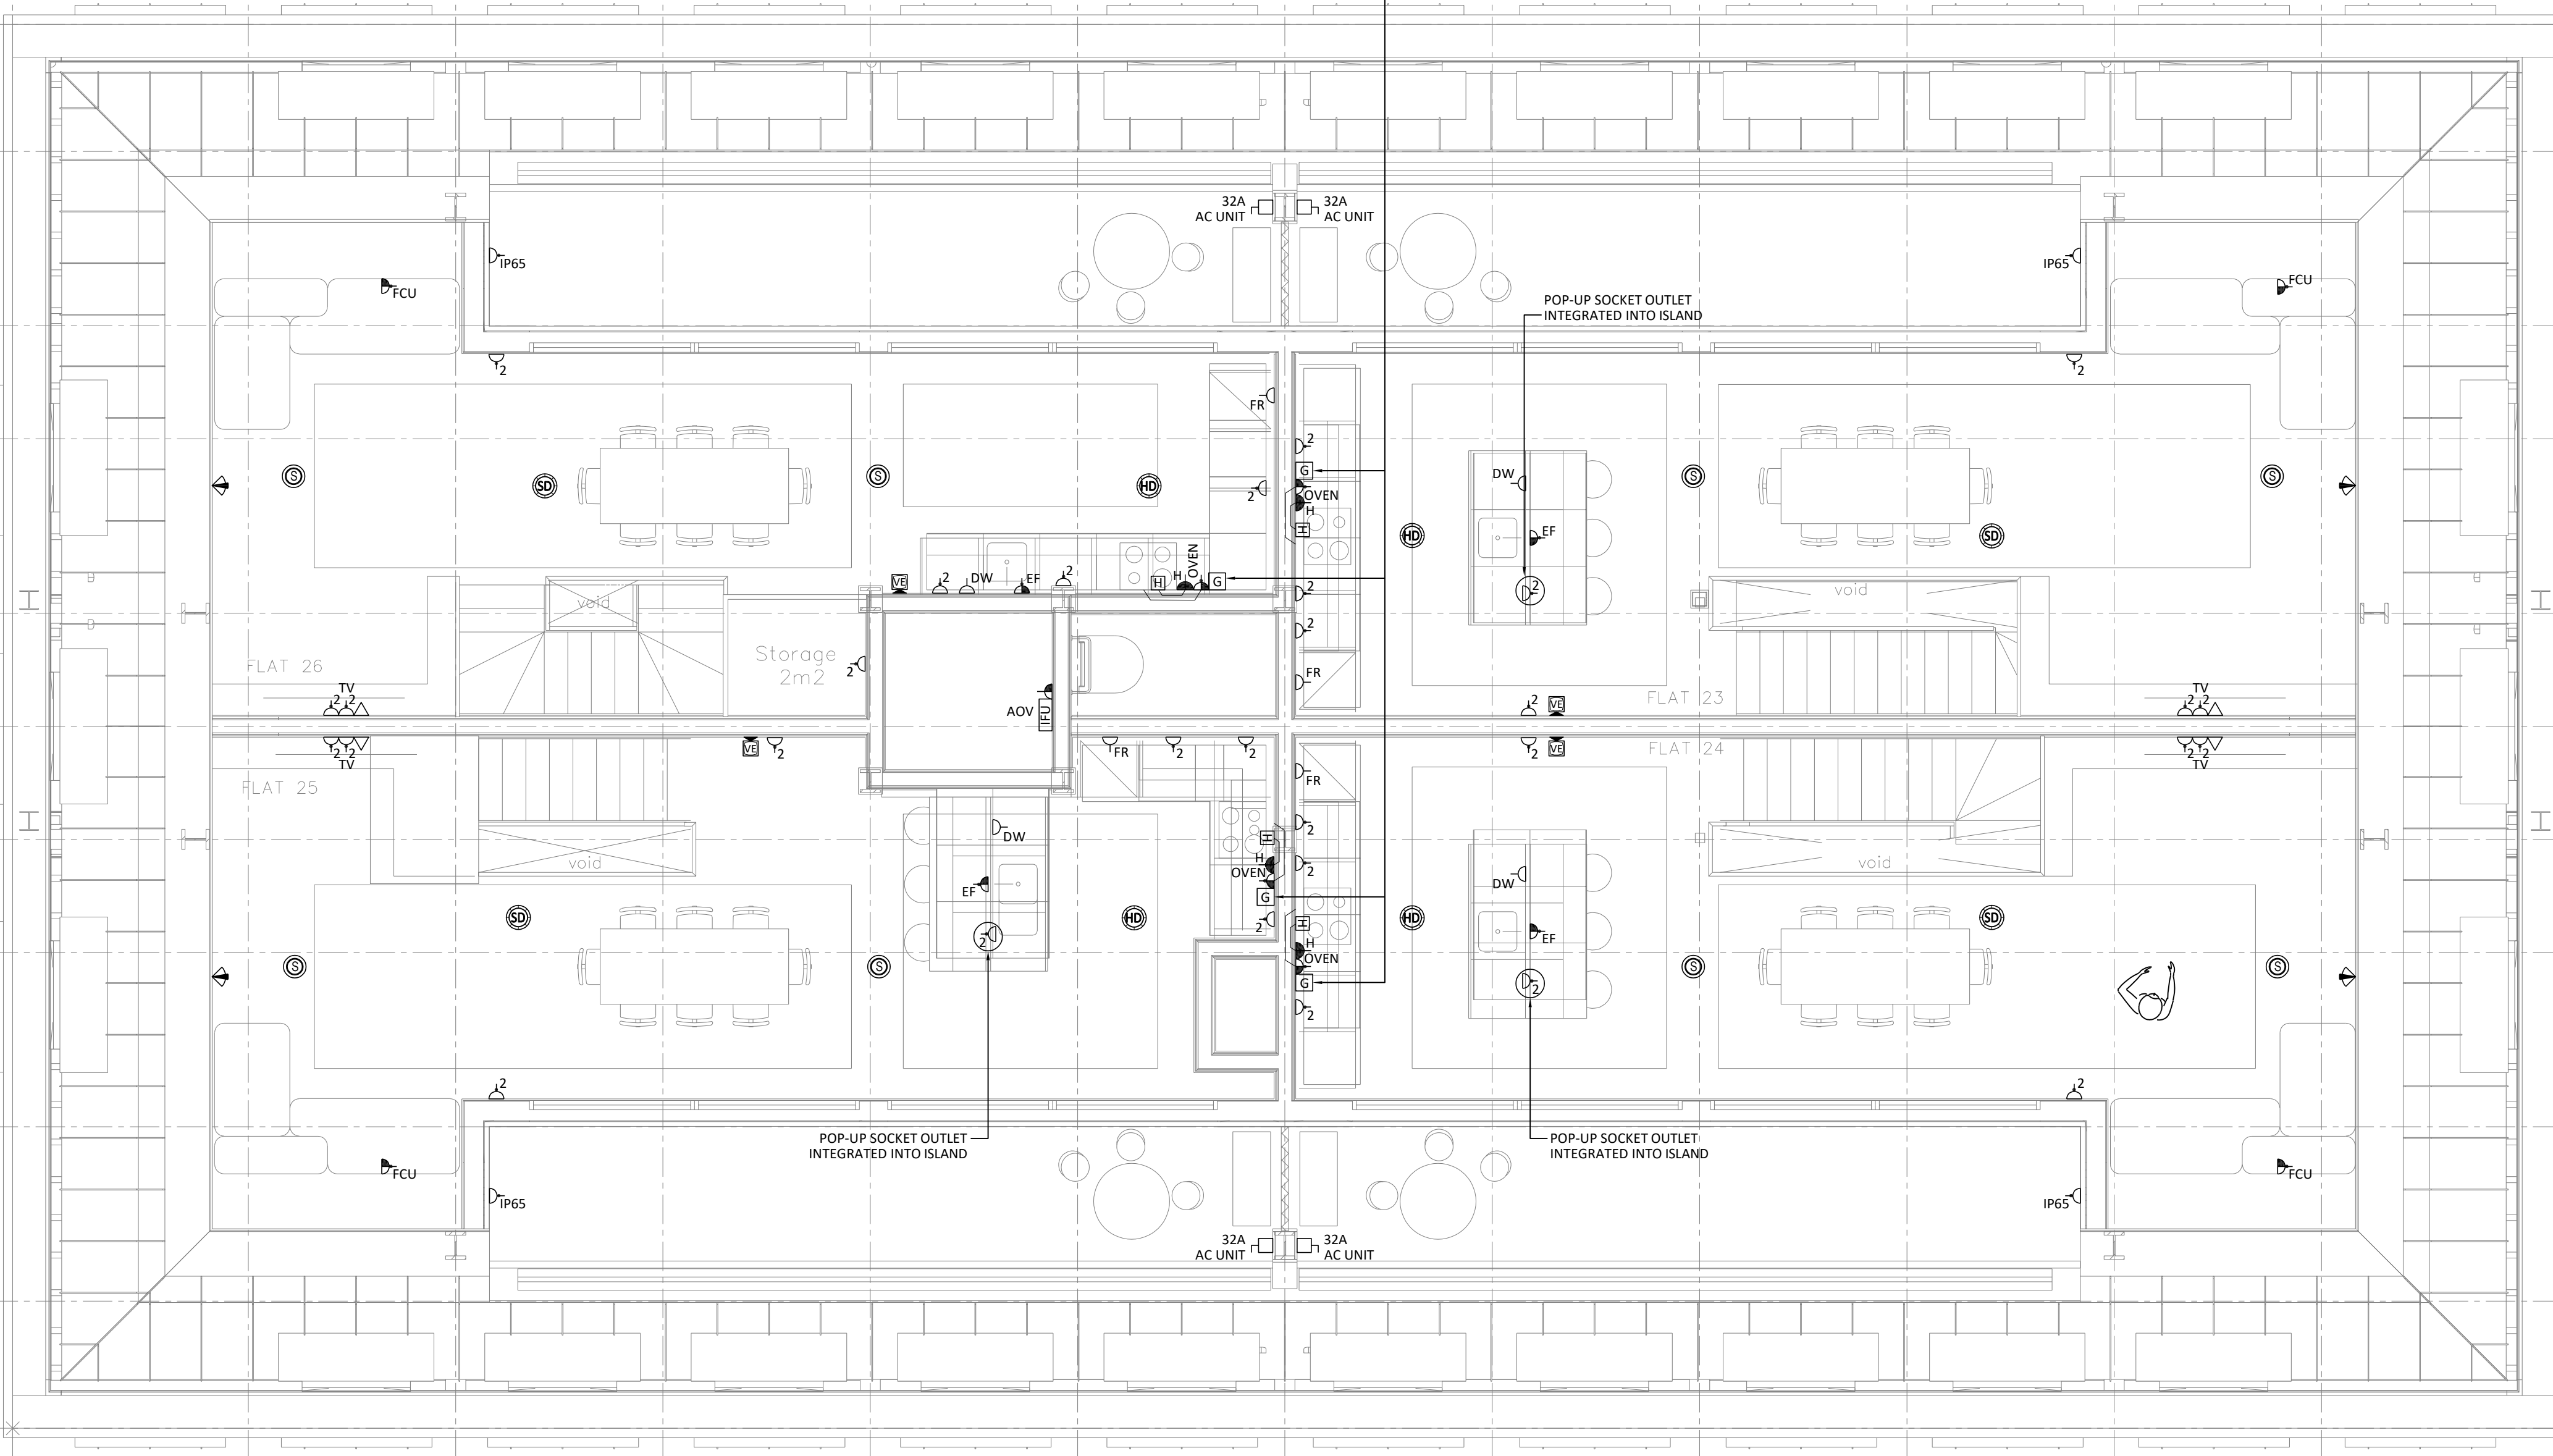 32A
AC UNIT
32A
AC UNIT
IP65
IP65
FCU
FCU
POP-UP SOCKET OUTLET
INTEGRATED INTO ISLAND
2
2
FR
2
G
OVEN
H
H
DW
EF
2
S
SD
S
HD
2
S
S
HD
SD
VE
2
DW
EF
2
H
H
OVEN
G
2
2
FR
void
void
FLAT 26
Storage
2m2
2
TV
2
2
AOV
IFU
FLAT 23
2
VE
TV
2
2
2
2
TV
VE
2
FR
2
2
FR
2
VE
FLAT 24
2
2
TV
FLAT 25
void
void
DW
H
H
OVEN
G
2
2
2
EF
2
DW
EF
2
H
H
OVEN
G
2
SD
HD
HD
SD
S
S
S
S
2
2
POP-UP SOCKET OUTLET
INTEGRATED INTO ISLAND
POP-UP SOCKET OUTLET
INTEGRATED INTO ISLAND
FCU
FCU
IP65
IP65
32A
AC UNIT
32A
AC UNIT
H
H
H
H